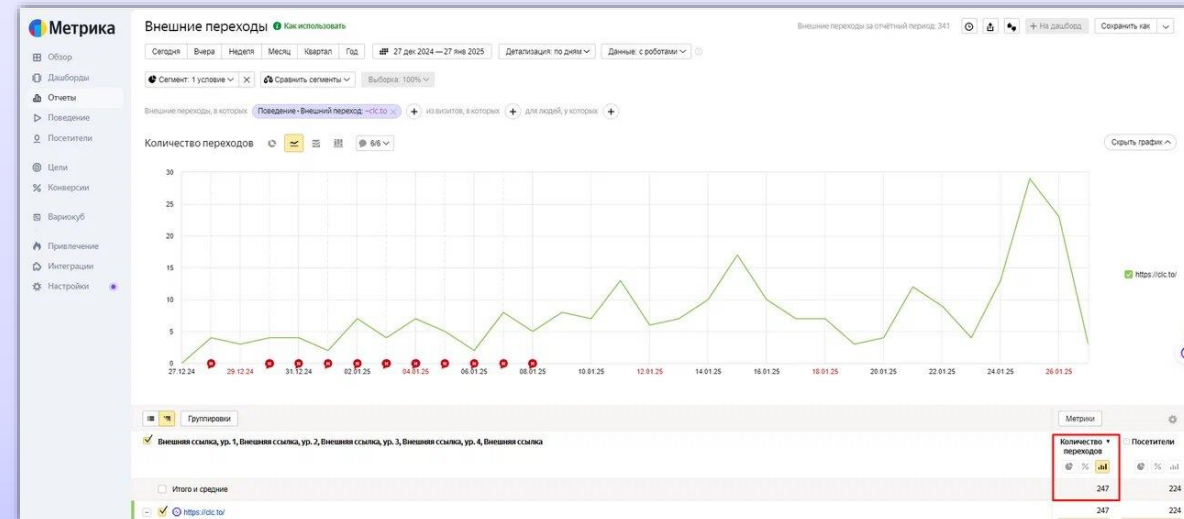 Метрика
Обзор
Дашборды
Отчеты
Поведение
Посетители
Цели
Конверсии
Вариокуб
Привлечение
Интеграции
Настройки
Внешние переходы Как использовать
Внешние переходы за отчётный период: 341
+ На дашборд
Сохранить как
Сегодня Вчера Неделя Месяц Квартал Год 27 дек 2024 — 27 янв 2025 Детализация: по дням Данные: с роботами
Сегмент: 1 условие Сравнить сегменты Выборка: 100%
Внешние переходы, в которых Поведение - Внешний переход: ~clc.to из визитов, в которых для людей, у которых
Количество переходов 6/6 Скрыть график
30
25
20
15
10
5
0
27.12.24 29.12.24 31.12.24 02.01.25 04.01.25 06.01.25 08.01.25 10.01.25 12.01.25 14.01.25 16.01.25 18.01.25 20.01.25 22.01.25 24.01.25 26.01.25
https://clc.to/
Группировки Метрики
Внешняя ссылка, ур. 1, Внешняя ссылка, ур. 2, Внешняя ссылка, ур. 3, Внешняя ссылка, ур. 4, Внешняя ссылка
Количество переходов
Посетители
%
%
Итого и средние 247 224
https://clc.to/ 247 224